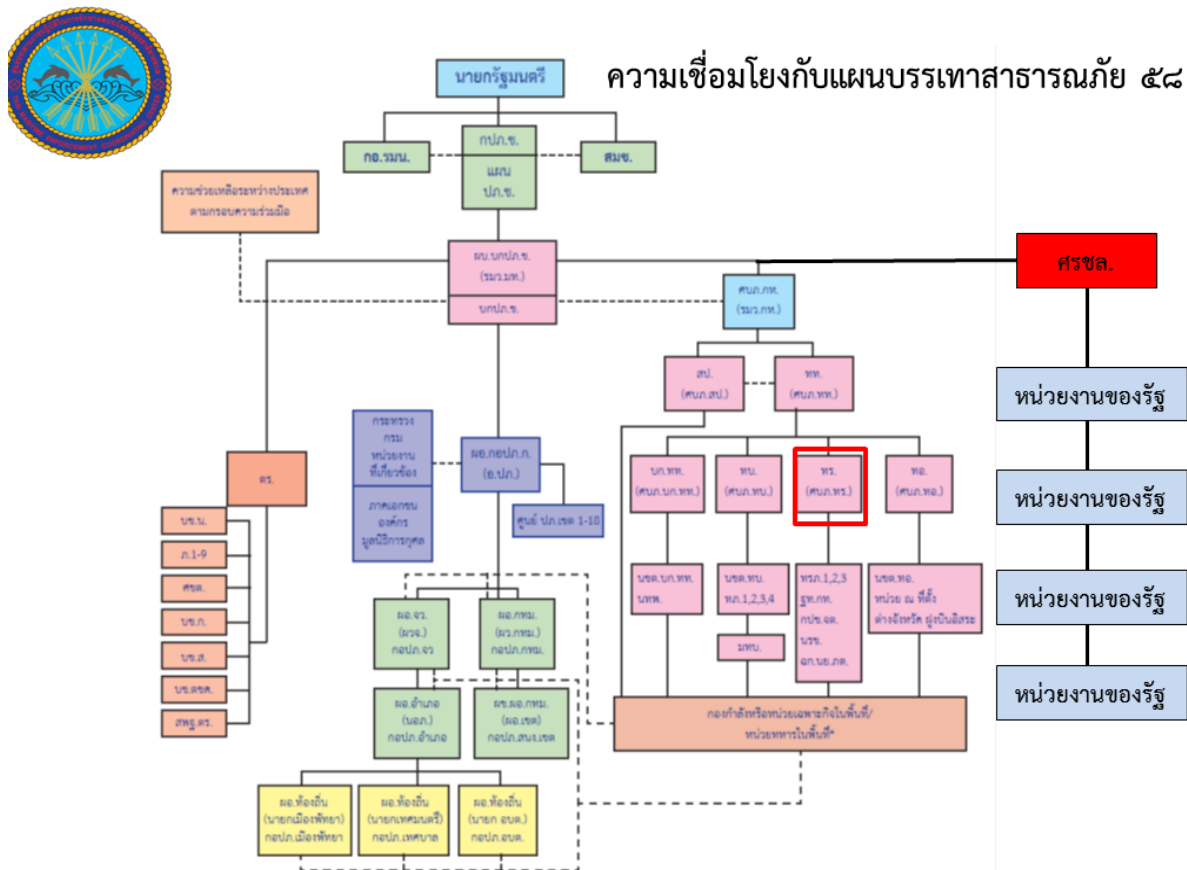 ความเชื่อมโยงกับแผนบรรเทาสาธารณภัย ๕๘
นายกรัฐมนตรี
กปภ.ช.
แผน
ปภ.ช.
กอ.รมน.
สมช.
ความช่วยเหลือระหว่างประเทศ
ตามกรอบความร่วมมือ
ผบ.บกปภ.ช.
(รมว.มท.)
บกปภ.ช.
ศบภ.กห.
(รมว.กห.)
ศรชล.
สป.
(ศบภ.สป.)
ทท.
(ศบภ.ทท.)
หน่วยงานของรัฐ
หน่วยงานของรัฐ
หน่วยงานของรัฐ
หน่วยงานของรัฐ
กระทรวง
กรม
หน่วยงาน
ที่เกี่ยวข้อง
ภาคเอกชน
องค์กร
มูลนิธิการกุศล
ผอ.กอปภ.ก.
(อ.ปภ.)
ศูนย์ ปภ.เขต 1-18
บก.ทท.
(ศบภ.บก.ทท.)
ทบ.
(ศบภ.ทบ.)
ทร.
(ศบภ.ทร.)
ทอ.
(ศบภ.ทอ.)
ตร.
บช.น.
ภ.1-9
ศชต.
บช.ก.
บช.ส.
บช.ตชด.
สพฐ.ตร.
นขต.บก.ทท.
นทพ.
นขต.ทบ.
ทภ.1,2,3,4
มทบ.
ทรภ.1,2,3
ฐท.กท.
กปช.จต.
นรข.
ฉก.นย.ภต.
นขต.ทอ.
หน่วย ณ ที่ตั้ง
ต่างจังหวัด ฝูงบินอิสระ
ผอ.จว.
(ผวจ.)
กอปภ.จว
ผอ.กทม.
(ผว.กทม.)
กอปภ.กทม.
ผอ.อำเภอ
(นอภ.)
กอปภ.อำเภอ
ผช.ผอ.กทม.
(ผอ.เขต)
กอปภ.สนง.เขต
กองกำลังหรือหน่วยเฉพาะกิจในพื้นที่/
หน่วยทหารในพื้นที่*
ผอ.ท้องถิ่น
(นายกเมืองพัทยา)
กอปภ.เมืองพัทยา
ผอ.ท้องถิ่น
(นายกเทศมนตรี)
กอปภ.เทศบาล
ผอ.ท้องถิ่น
(นายก อบต.)
กอปภ.อบต.